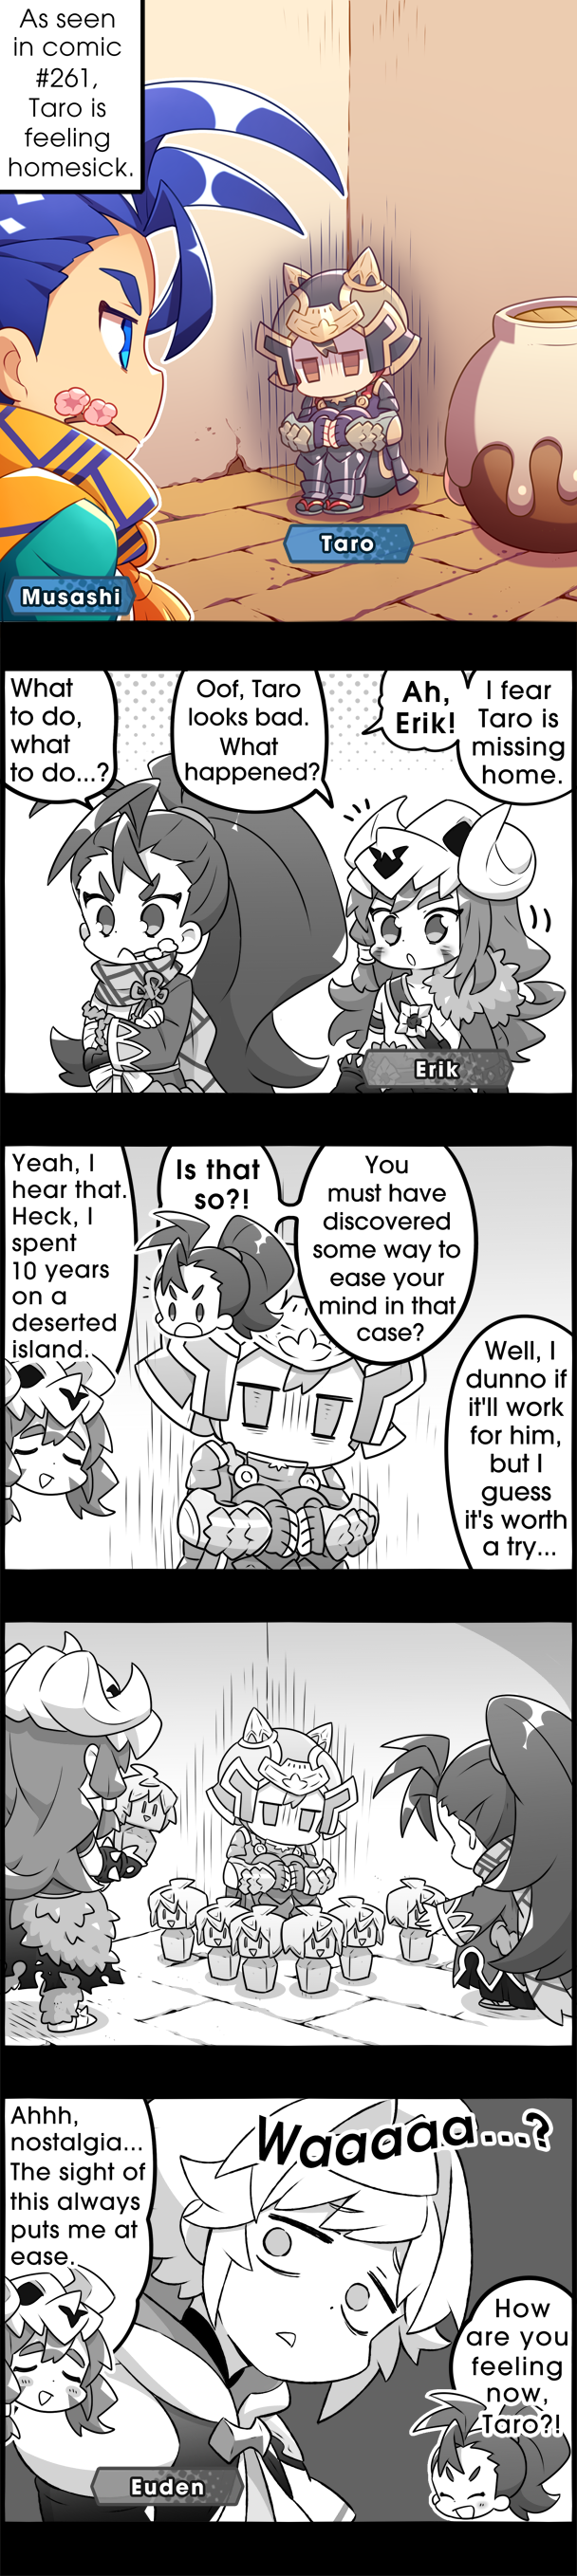 As seen
in comic
#261,
Taro is
feeling
homesick.
Taro
Musashi
What
to do,
what
to do...?
Oof, Taro
looks bad.
What
happened?
Ah,
Erik!
I fear
Taro is
missing
home.
Erik
Yeah, I
hear that.
Heck, I
spent
10 years
on a
deserted
island.
Is that
so?!
You
must have
discovered
some way to
ease your
mind in that
case?
Well, I
dunno if
it'll work
for him,
but I
guess
it's worth
a try...
Ahhh,
nostalgia...
The sight of
this always
puts me at
ease.
Waaaaa...?
How
are you
feeling
now,
Taro?!
Euden